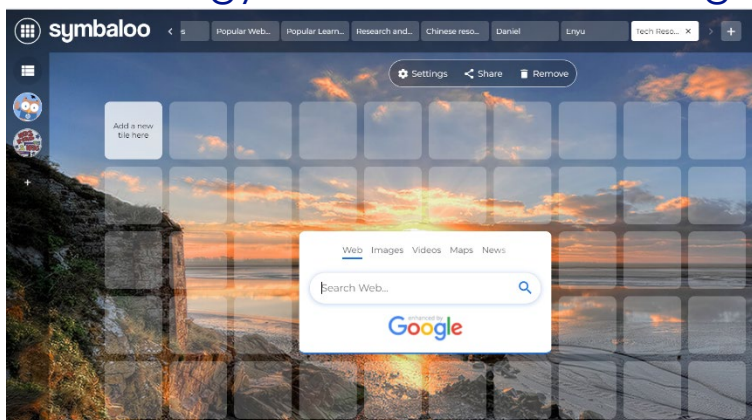 symbaloo
Popular Web... Popular Learn... Research and... Chinese reso... Daniel Enyu Tech Reso... ×
+
Settings Share Remove
Add a new
tile here
+
Web Images Videos Maps News
Search Web...
enhanced by
Google